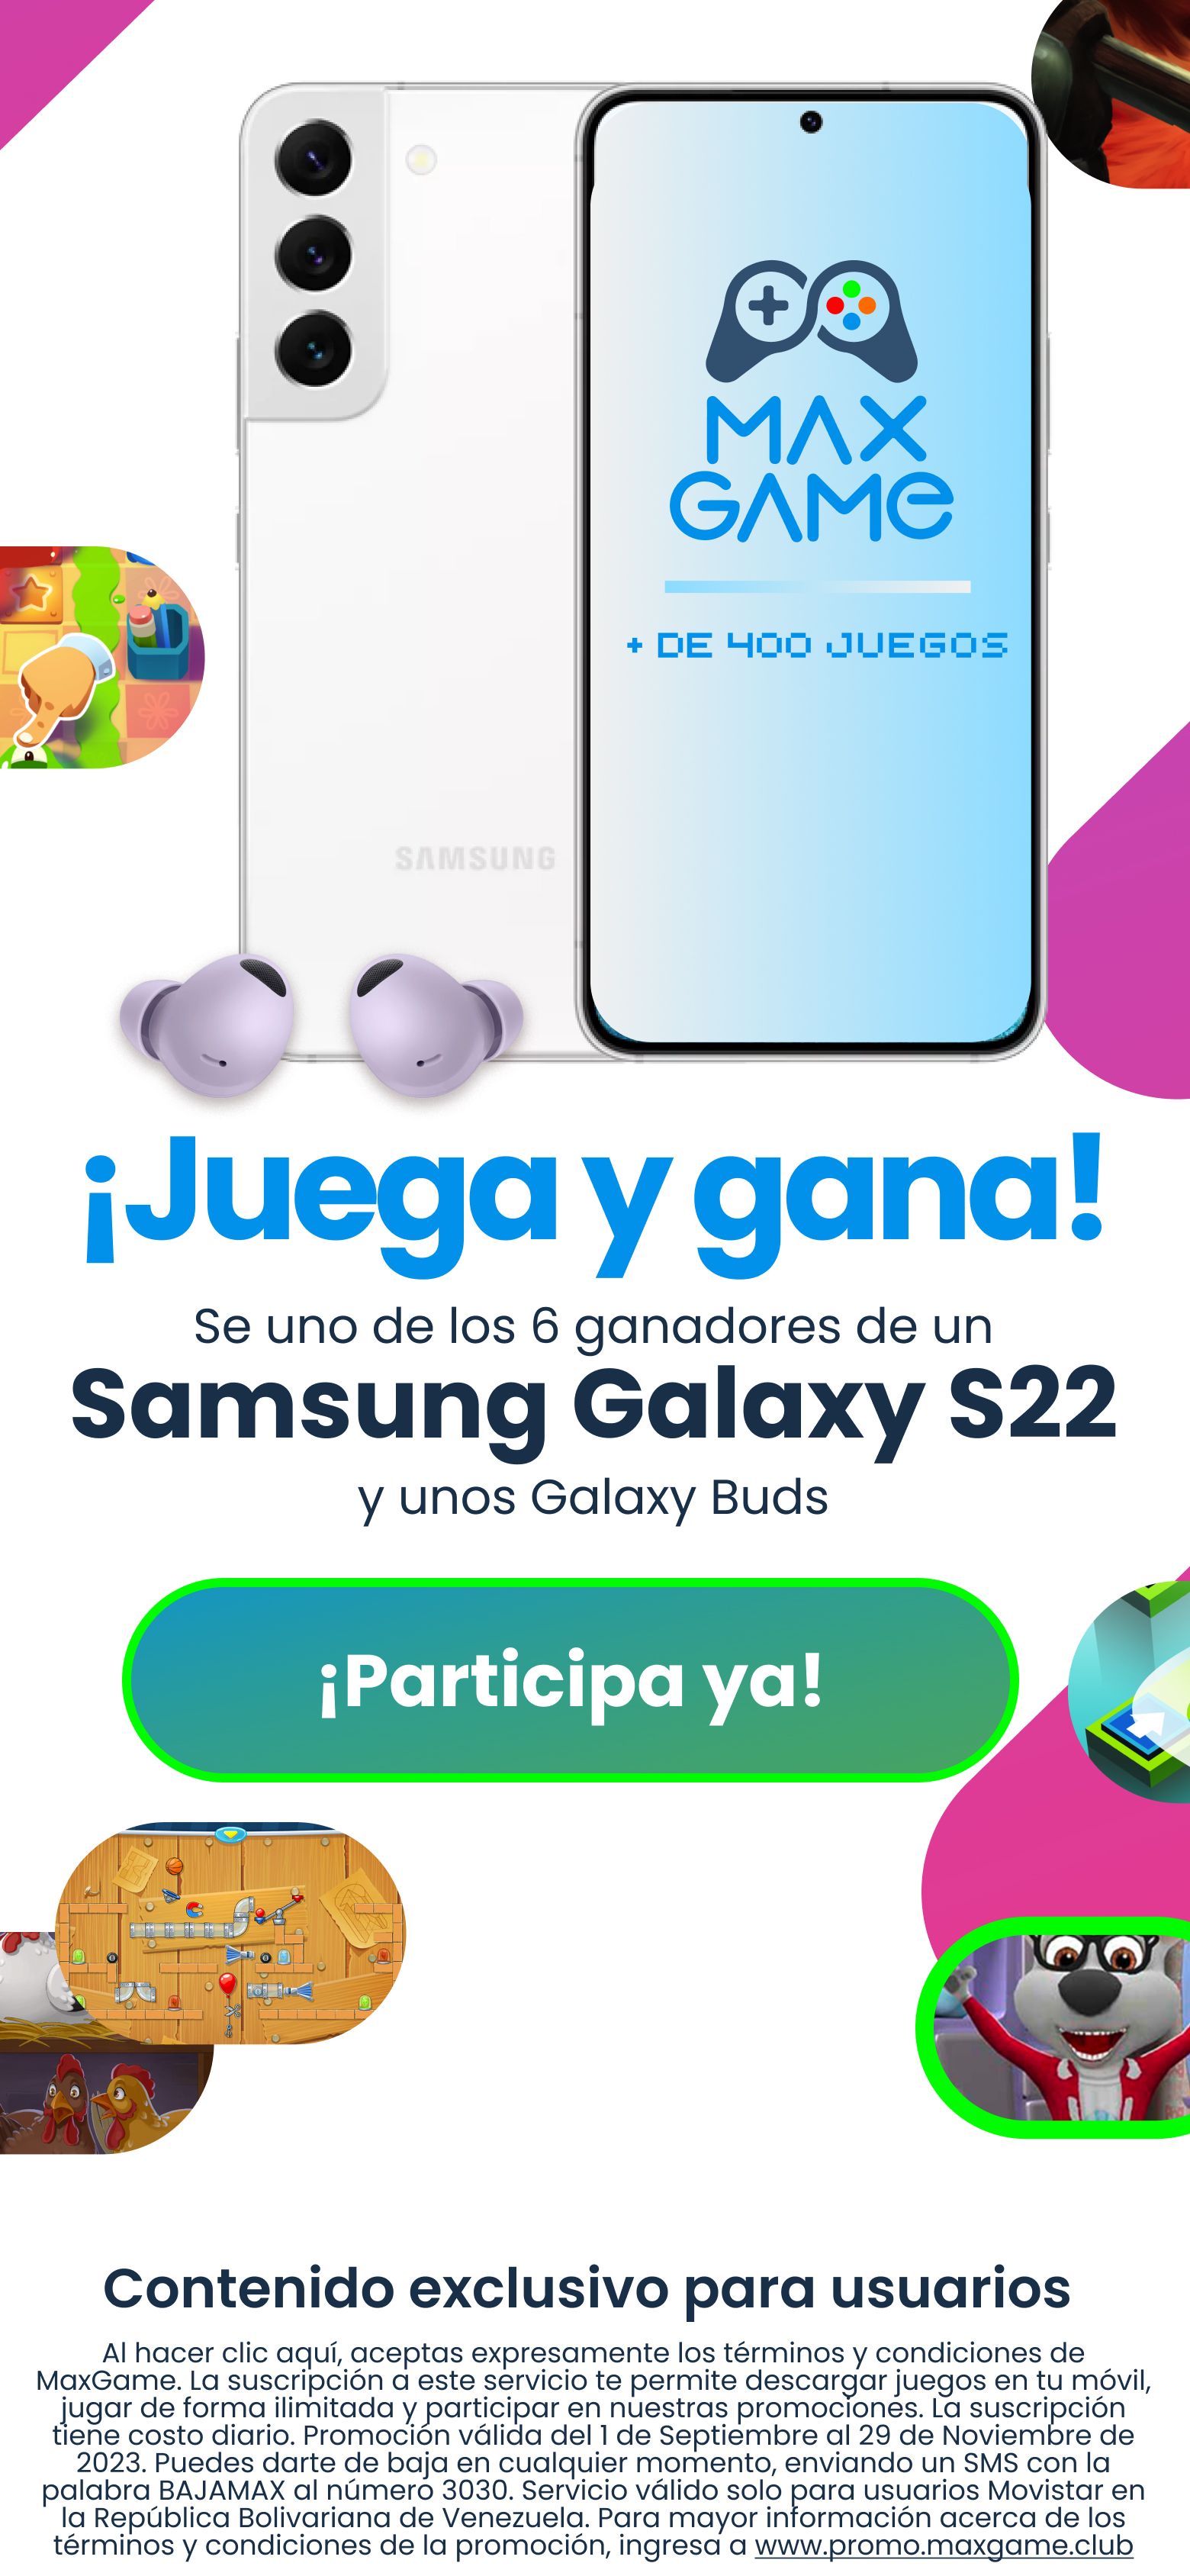 MAX
GAME
+ DE 400 JUEGOS
SAMSUNG
¡Juega y gana!
Se uno de los 6 ganadores de un
Samsung Galaxy S22
y unos Galaxy Buds
¡Participa ya!
Contenido exclusivo para usuarios
Al hacer clic aquí, aceptas expresamente los términos y condiciones de
MaxGame. La suscripción a este servicio te permite descargar juegos en tu móvil,
jugar de forma ilimitada y participar en nuestras promociones. La suscripción
tiene costo diario. Promoción válida del 1 de Septiembre al 29 de Noviembre de
2023. Puedes darte de baja en cualquier momento, enviando un SMS con la
palabra BAJAMAX al número 3030. Servicio válido solo para usuarios Movistar en
la República Bolivariana de Venezuela. Para mayor información acerca de los
términos y condiciones de la promoción, ingresa a www.promo.maxgame.club